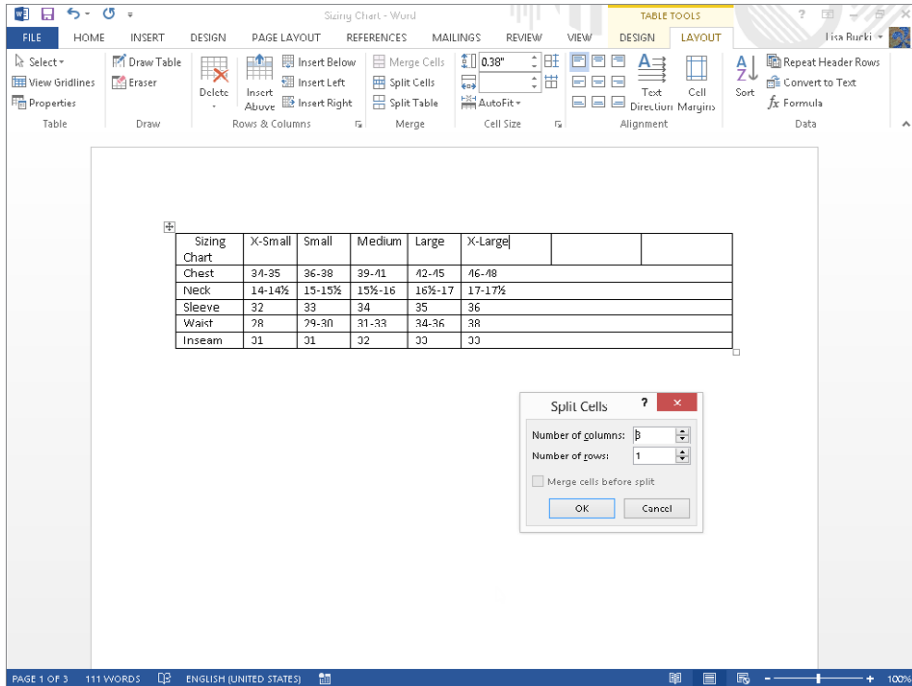 Sizing Chart - Word
TABLE TOOLS
?
FILE HOME INSERT DESIGN PAGE LAYOUT REFERENCES MAILINGS REVIEW VIEW DESIGN LAYOUT Lisa Bucki
Select Draw Table Insert Below Merge Cells 0.38" Repeat Header Rows
View Gridlines Eraser Insert Left Split Cells Convert to Text
Properties Delete Insert Above Insert Right Split Table AutoFit Text Direction Cell Margins Sort Formula
Table Draw Rows & Columns Merge Cell Size Alignment Data
Sizing Chart X-Small Small Medium Large X-Large
Chest 34-35 36-38 39-41 42-45 46-48
Neck 14-14½ 15-15½ 15½-16 16½-17 17-17½
Sleeve 32 33 34 35 36
Waist 28 29-30 31-33 34-36 38
Inseam 31 31 32 33 33
Split Cells ?
Number of columns: 3
Number of rows: 1
Merge cells before split
OK Cancel
PAGE 1 OF 3 111 WORDS ENGLISH (UNITED STATES) 100%